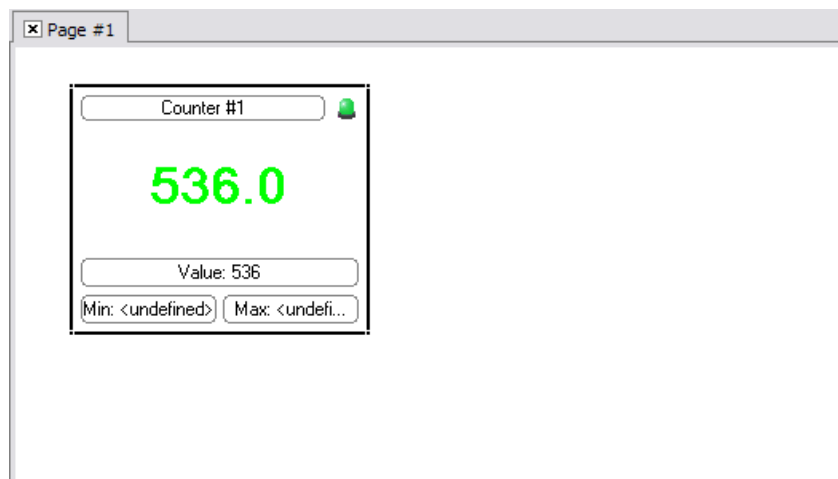 Page #1
Counter #1
536.0
Value: 536
Min: <undefined>
Max: <undefi...